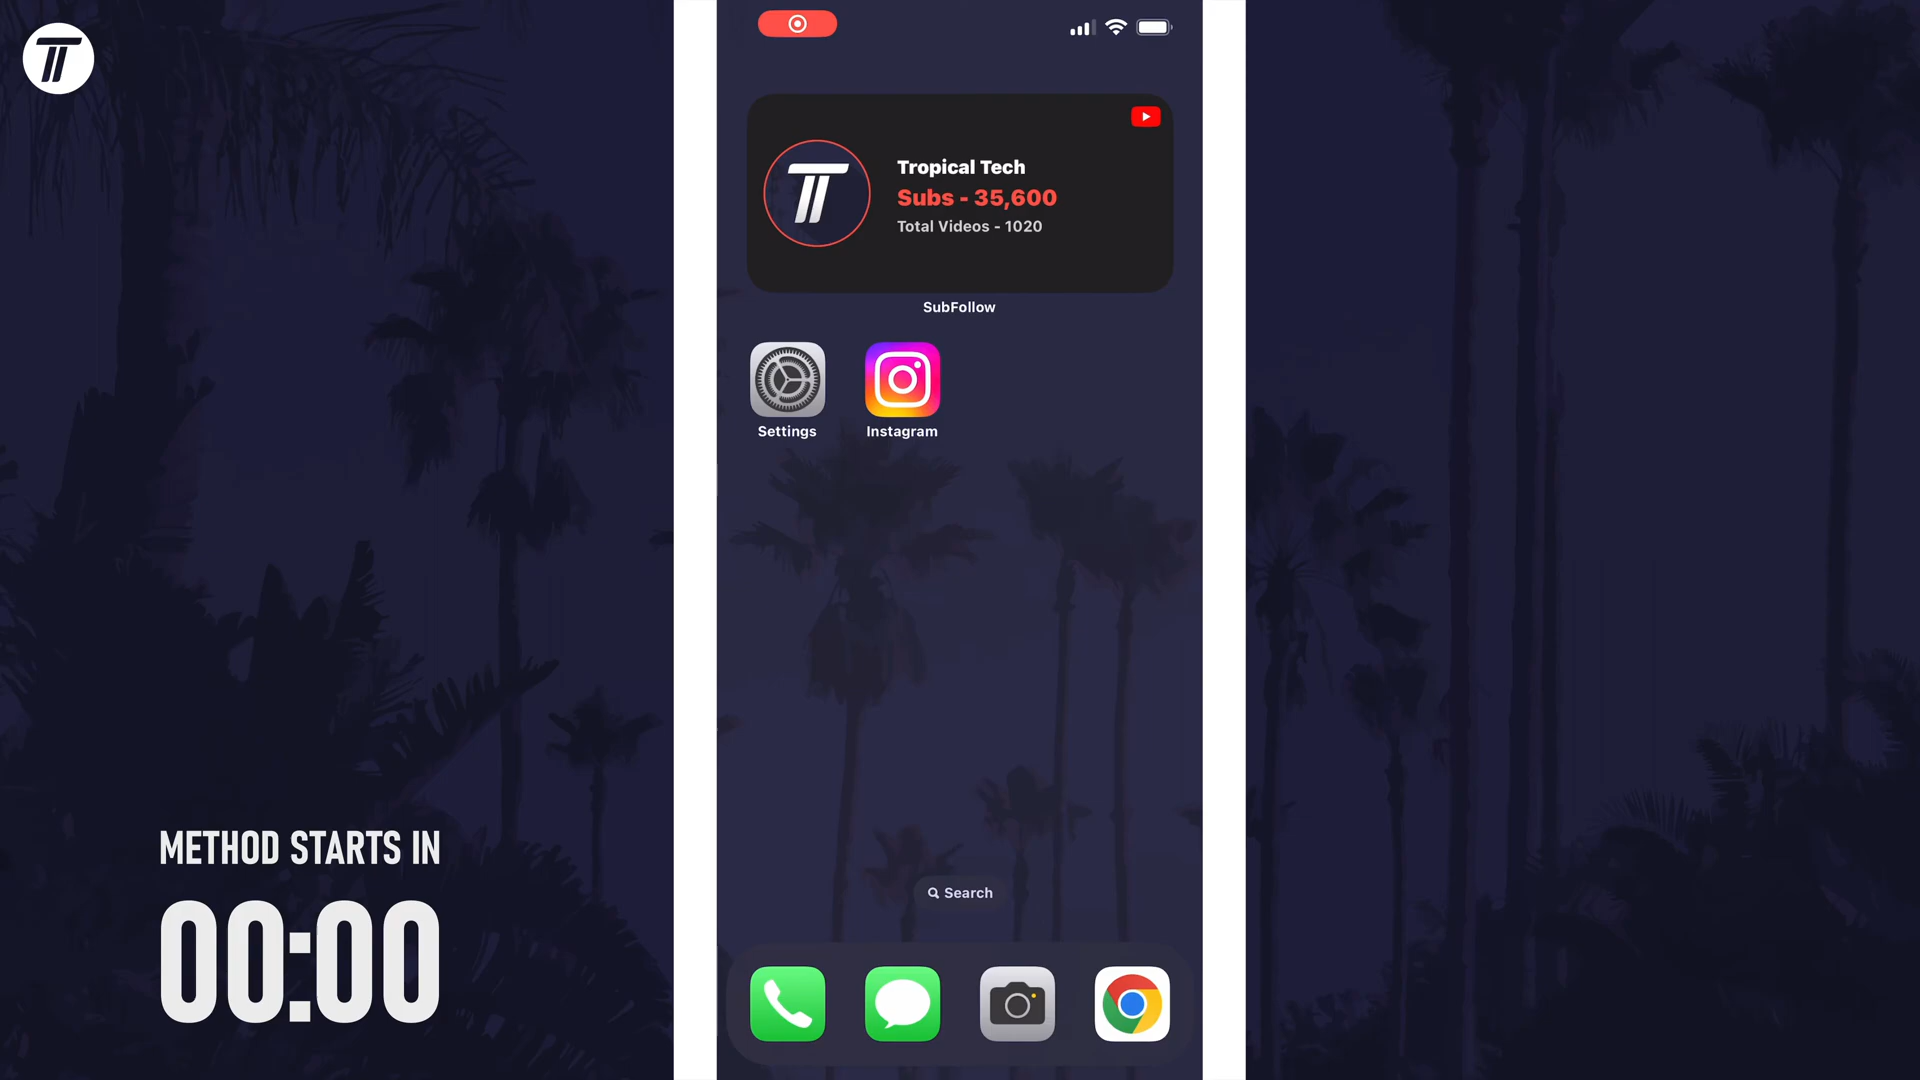 Tropical Tech
Subs - 35,600
Total Videos - 1020
SubFollow
Settings
Instagram
METHOD STARTS IN
00:00
Search